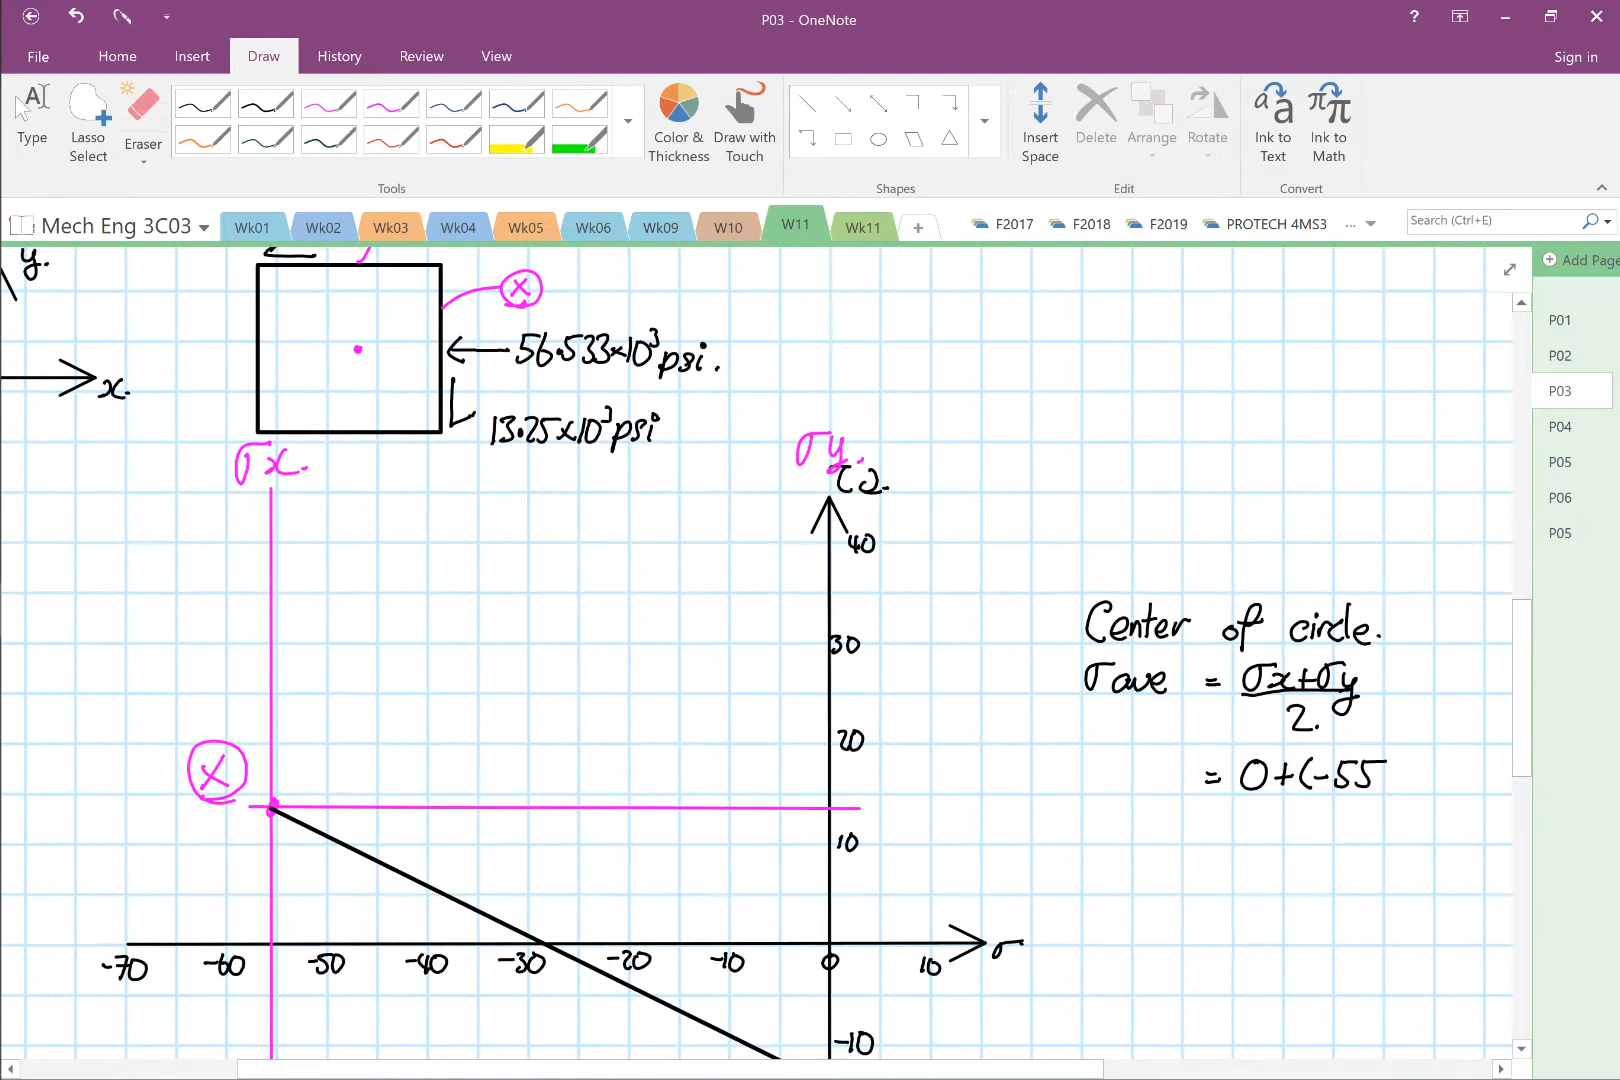 P03 - OneNote
?
File Home Insert Draw History Review View Sign in
Type
Lasso Select
Eraser
Color & Thickness
Draw with Touch
Insert Space
Delete
Arrange
Rotate
Ink to Text
Ink to Math
Tools Shapes Edit Convert
Mech Eng 3C03 Wk01 Wk02 Wk03 Wk04 Wk05 Wk06 Wk09 W10 W11 Wk11 + F2017 F2018 F2019 PROTECH 4MS3 ... Search (Ctrl+E)
Add Page
P01
P02
P03
P04
P05
P06
P05
y.
X
56.533×10³ psi.
x.
13.25×10³ psi
σx.
σy.
40
30
20
X
10
-70 -60 -50 -40 -30 -20 -10 0 10 σ
-10
Center of circle.
σave = σx+σy
2.
= 0+(-55